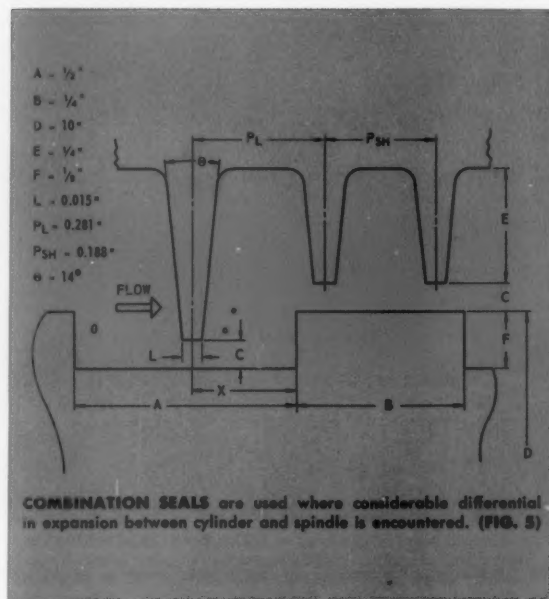 A - 1/2"
B - 1/4"
D - 10"
E - 1/4"
F - 1/8"
L - 0.015"
PL - 0.281"
PSH - 0.188"
θ - 14°
PL
PSH
θ
E
FLOW
C
L
C
F
X
A
B
D
COMBINATION SEALS are used where considerable differential
in expansion between cylinder and spindle is encountered. (FIG. 5)